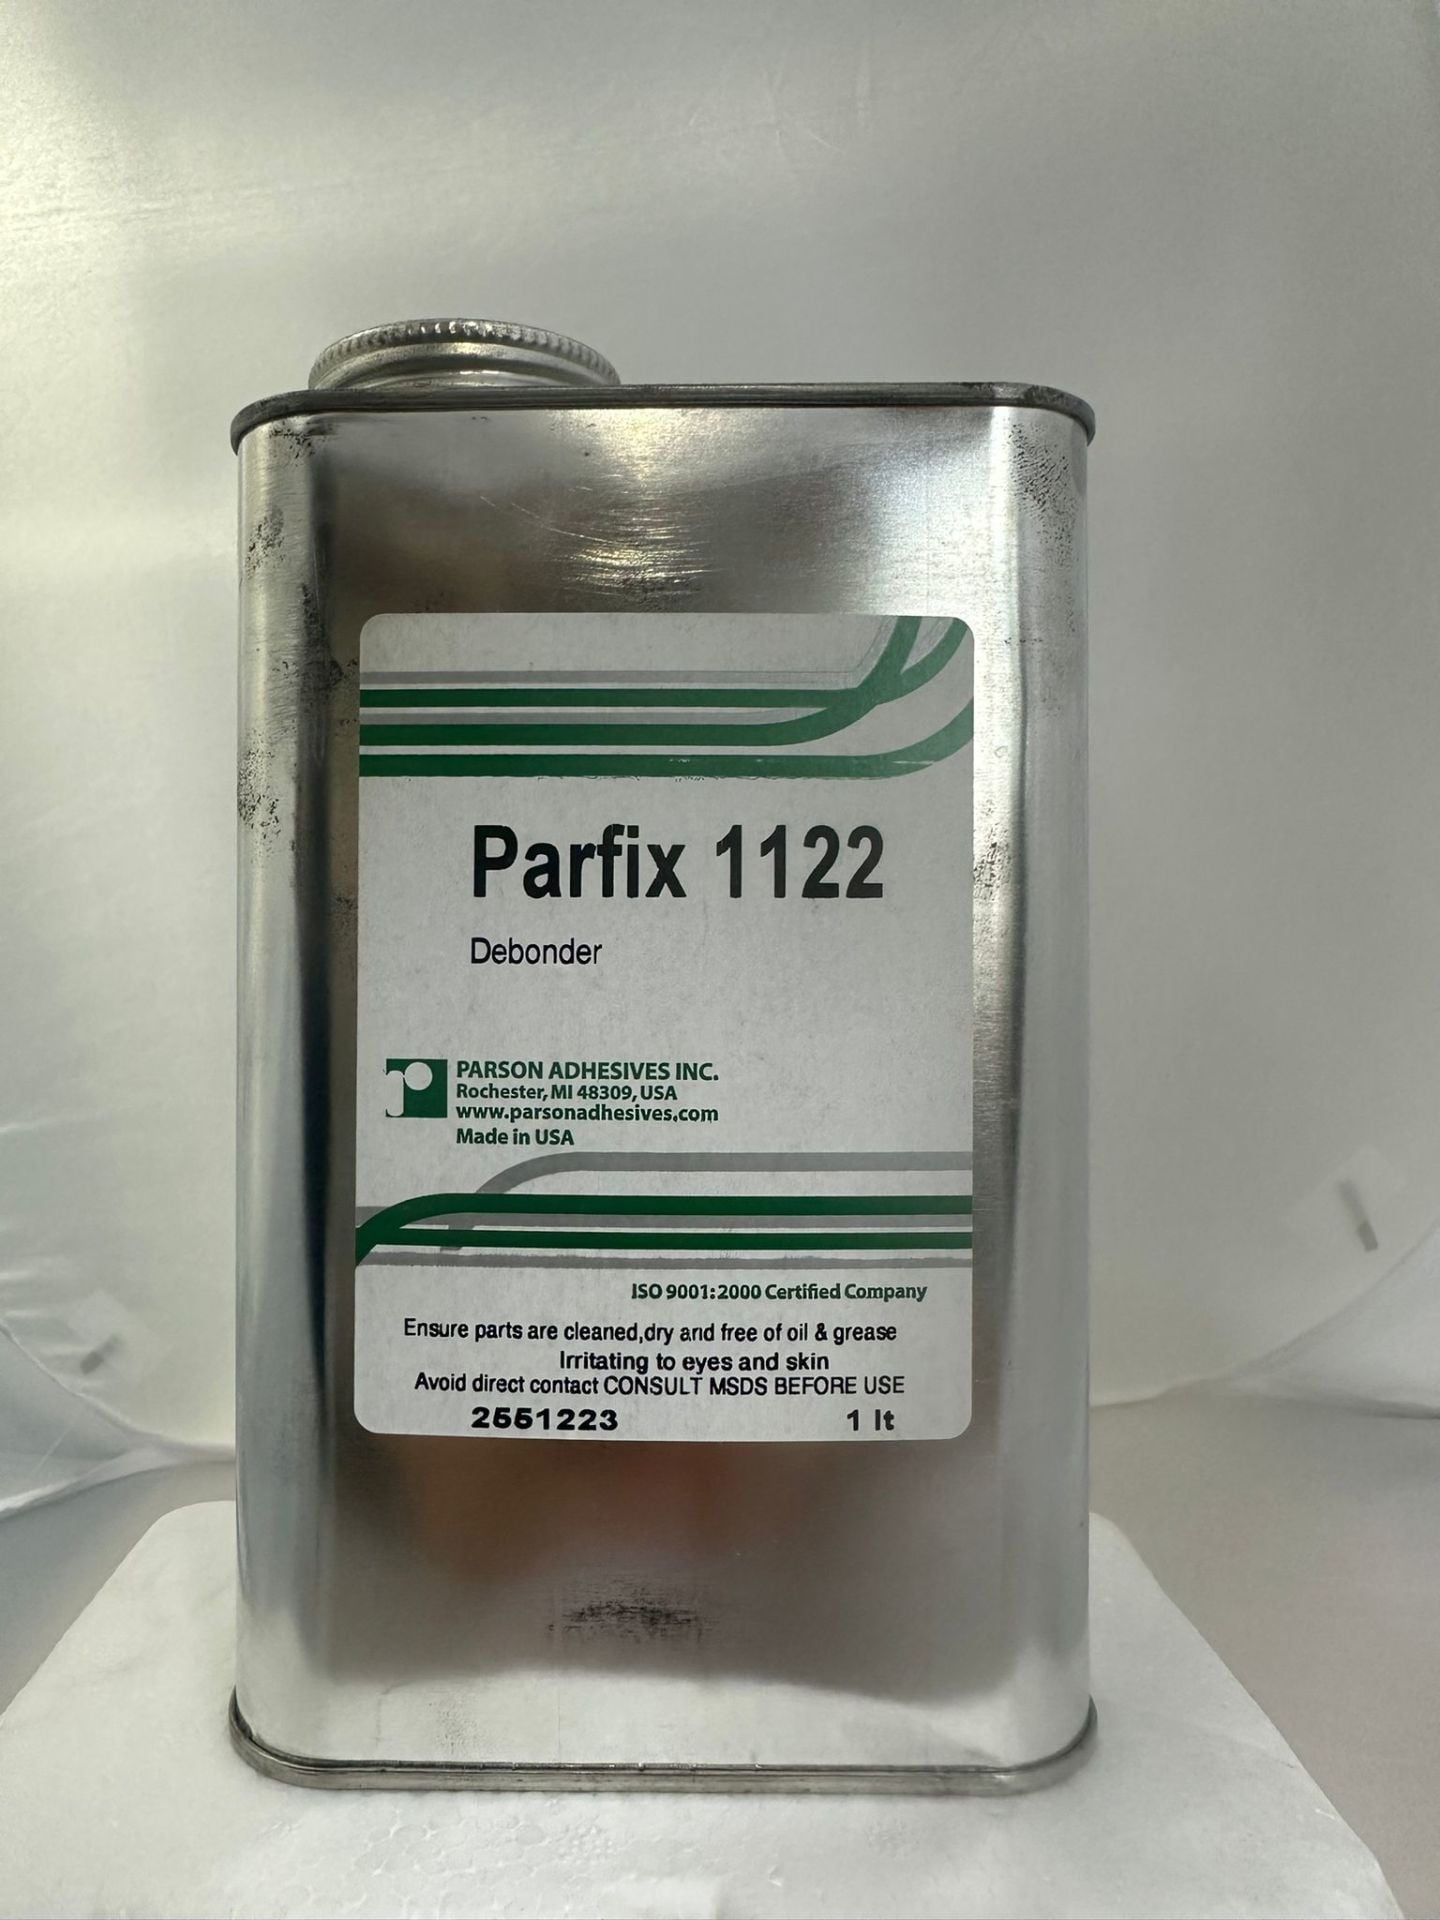 Parfix 1122
Debonder
PARSON ADHESIVES INC.
Rochester, MI 48309, USA
www.parsonadhesives.com
Made in USA
ISO 9001:2000 Certified Company
Ensure parts are cleaned,dry and free of oil & grease
Irritating to eyes and skin
Avoid direct contact CONSULT MSDS BEFORE USE
2551223 1 lt